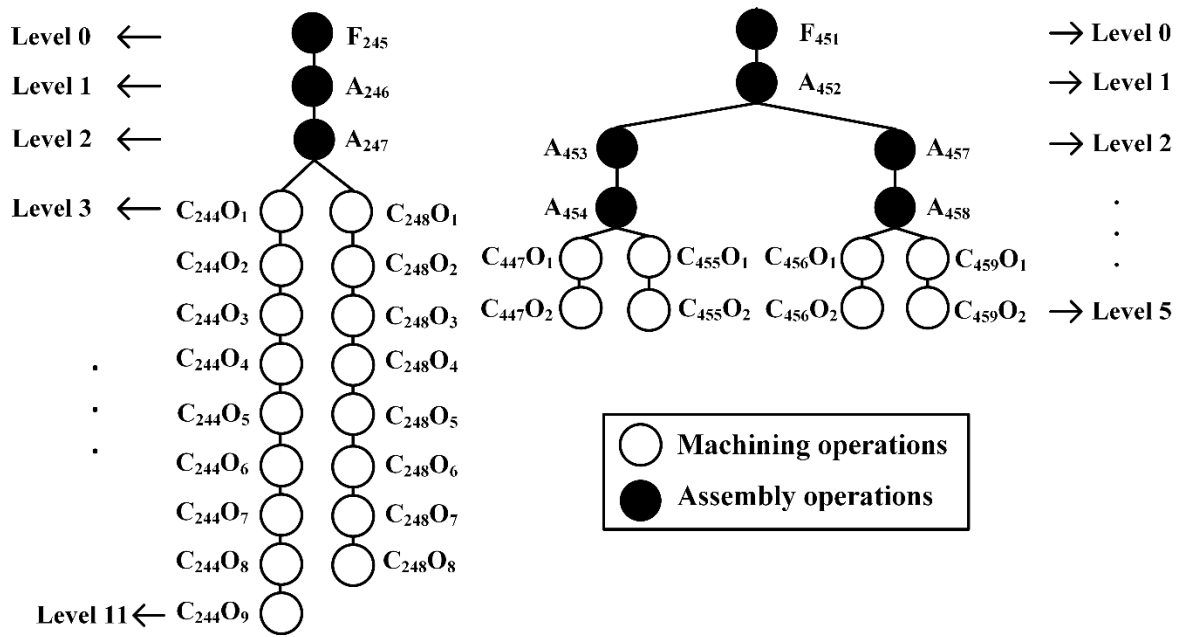 Level 0 F₂₄₅ F₄₅₁ Level 0
Level 1 A₂₄₆ A₄₅₂ Level 1
Level 2 A₂₄₇ A₄₅₃ A₄₅₇ Level 2
Level 3 C₂₄₄O₁ C₂₄₈O₁ A₄₅₄ A₄₅₈
C₂₄₄O₂ C₂₄₈O₂ C₄₄₇O₁ C₄₅₅O₁ C₄₅₆O₁ C₄₅₉O₁
C₂₄₄O₃ C₂₄₈O₃ C₄₄₇O₂ C₄₅₅O₂ C₄₅₆O₂ C₄₅₉O₂ Level 5
C₂₄₄O₄ C₂₄₈O₄
C₂₄₄O₅ C₂₄₈O₅
C₂₄₄O₆ C₂₄₈O₆
C₂₄₄O₇ C₂₄₈O₇
C₂₄₄O₈ C₂₄₈O₈
Level 11 C₂₄₄O₉
Machining operations
Assembly operations